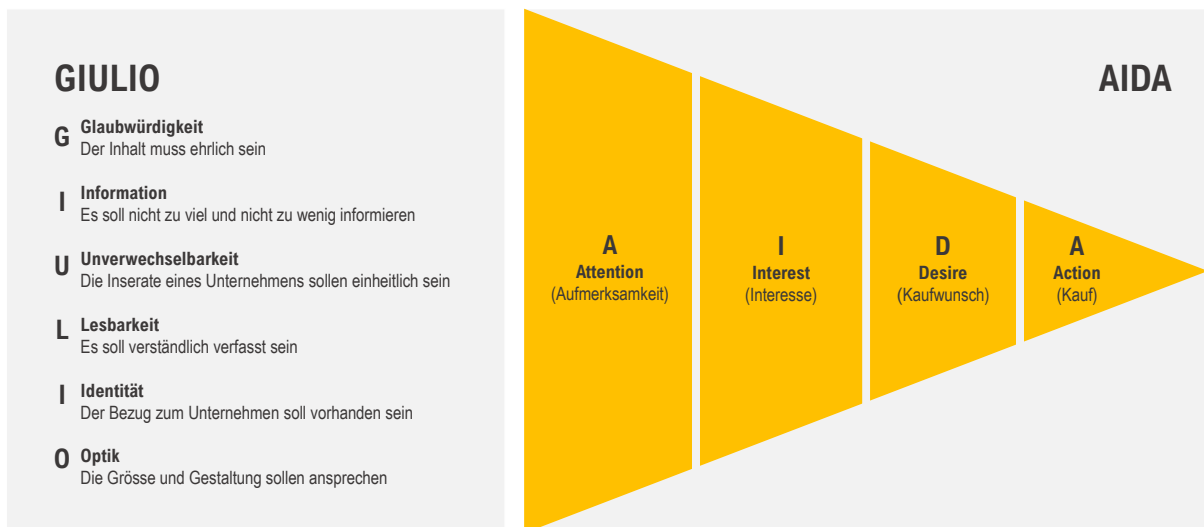 GIULIO
G Glaubwürdigkeit
Der Inhalt muss ehrlich sein
I Information
Es soll nicht zu viel und nicht zu wenig informieren
U Unverwechselbarkeit
Die Inserate eines Unternehmens sollen einheitlich sein
L Lesbarkeit
Es soll verständlich verfasst sein
I Identität
Der Bezug zum Unternehmen soll vorhanden sein
O Optik
Die Grösse und Gestaltung sollen ansprechen
AIDA
A
Attention
(Aufmerksamkeit)
I
Interest
(Interesse)
D
Desire
(Kaufwunsch)
A
Action
(Kauf)